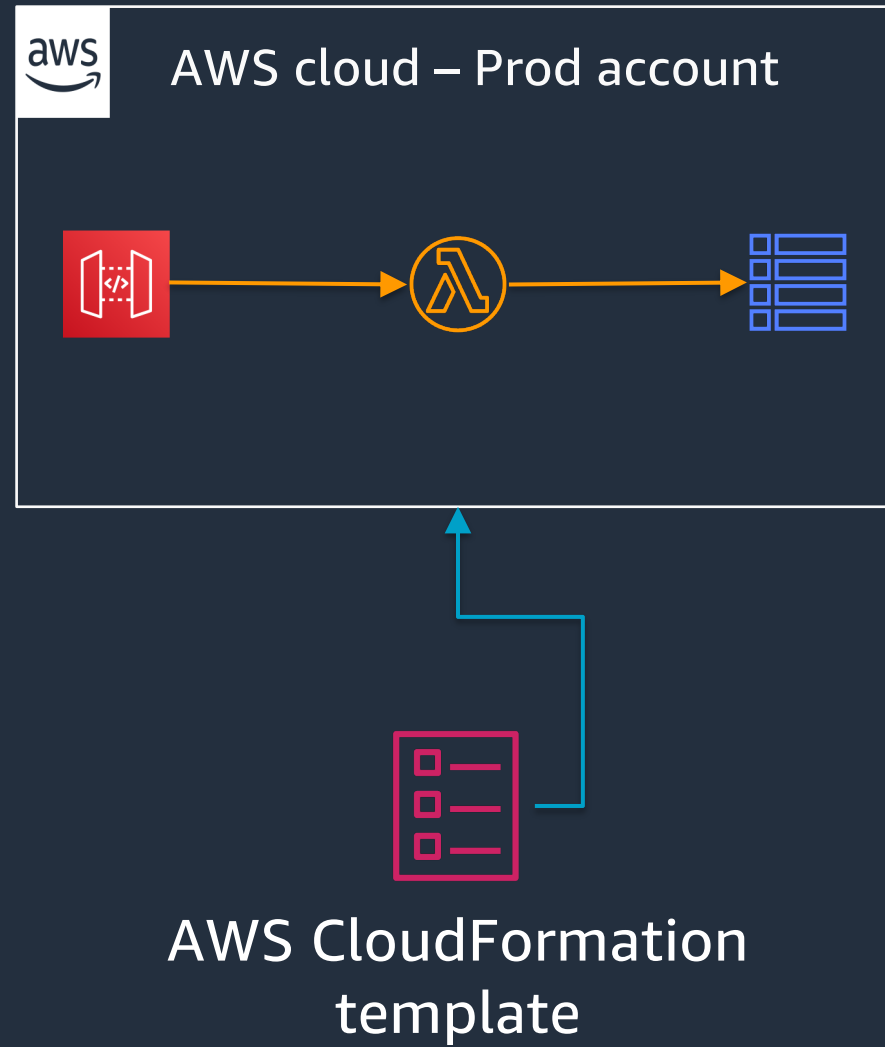 aws
AWS cloud – Prod account
</>
AWS CloudFormation
template